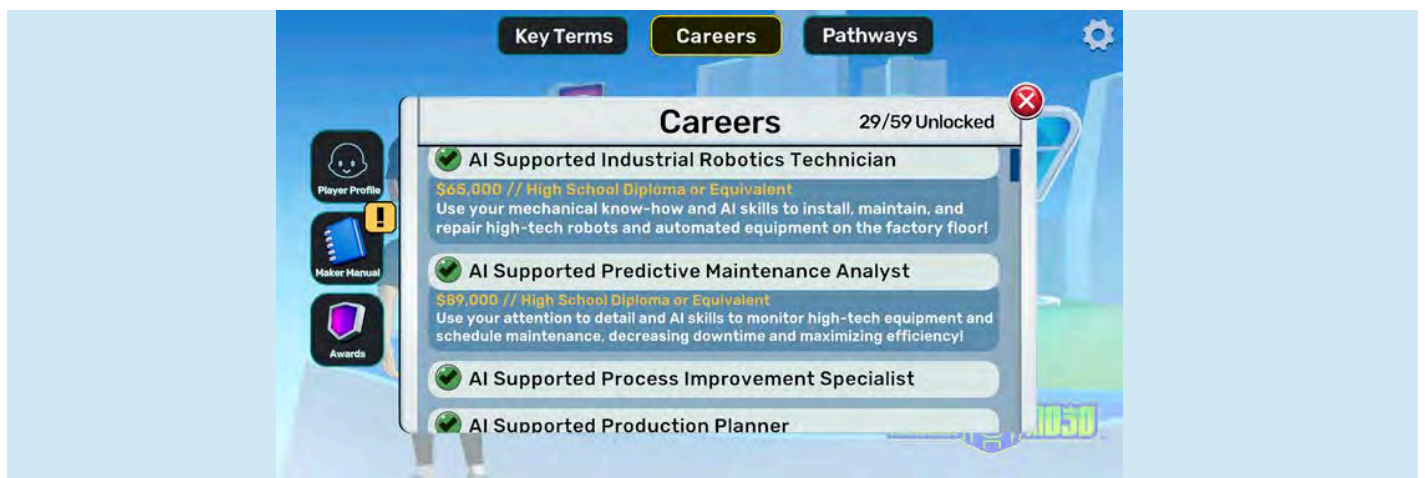 Key Terms
Careers
Pathways
Careers
29/59 Unlocked
AI Supported Industrial Robotics Technician
$65,000 // High School Diploma or Equivalent
Use your mechanical know-how and AI skills to install, maintain, and
repair high-tech robots and automated equipment on the factory floor!
Player Profile
!
Maker Manual
AI Supported Predictive Maintenance Analyst
$89,000 // High School Diploma or Equivalent
Use your attention to detail and AI skills to monitor high-tech equipment and
schedule maintenance, decreasing downtime and maximizing efficiency!
Awards
AI Supported Process Improvement Specialist
AI Supported Production Planner